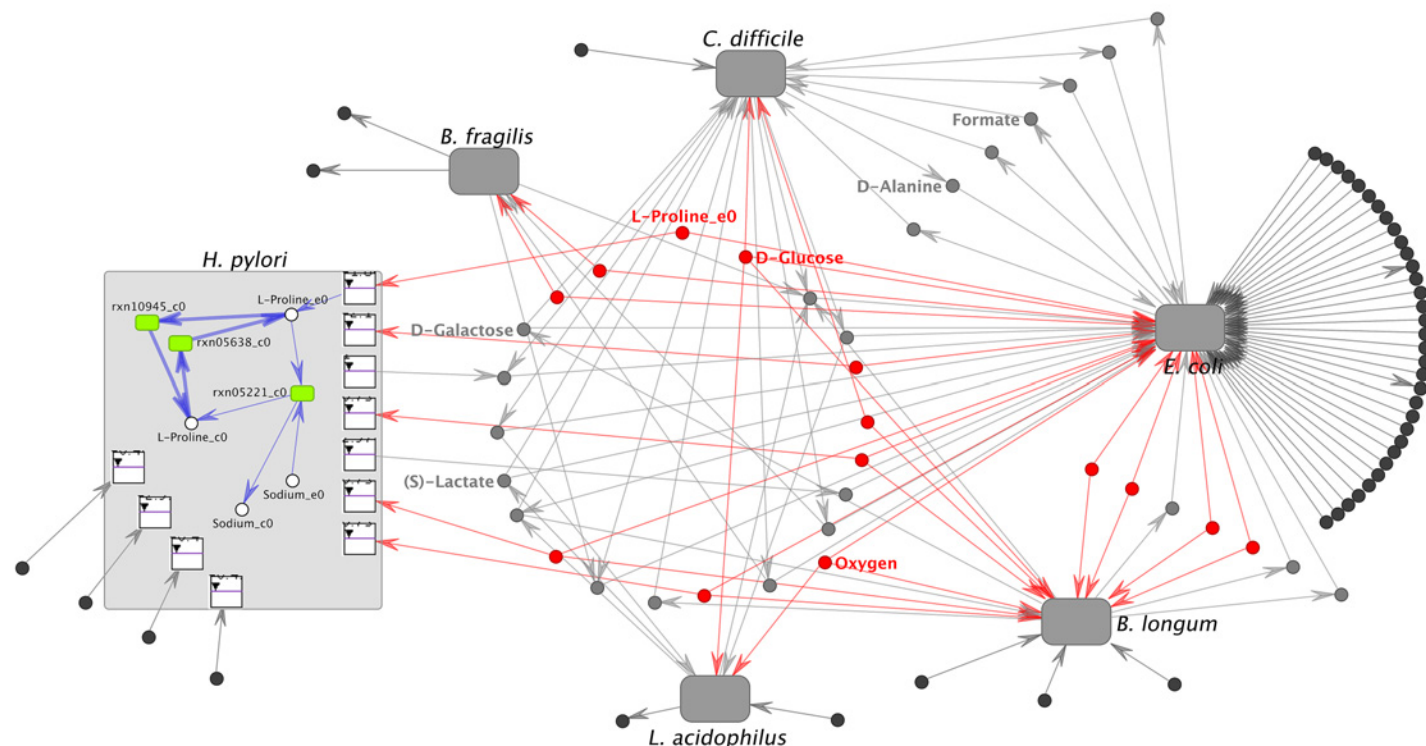 C. difficile
B. fragilis
Formate
D-Alanine
L-Proline_e0
D-Glucose
H. pylori
rxn10945_c0
L-Proline_e0
rxn05638_c0
D-Galactose
E. coli
rxn05221_c0
L-Proline_c0
(S)-Lactate
Sodium_e0
Sodium_c0
Oxygen
B. longum
L. acidophilus